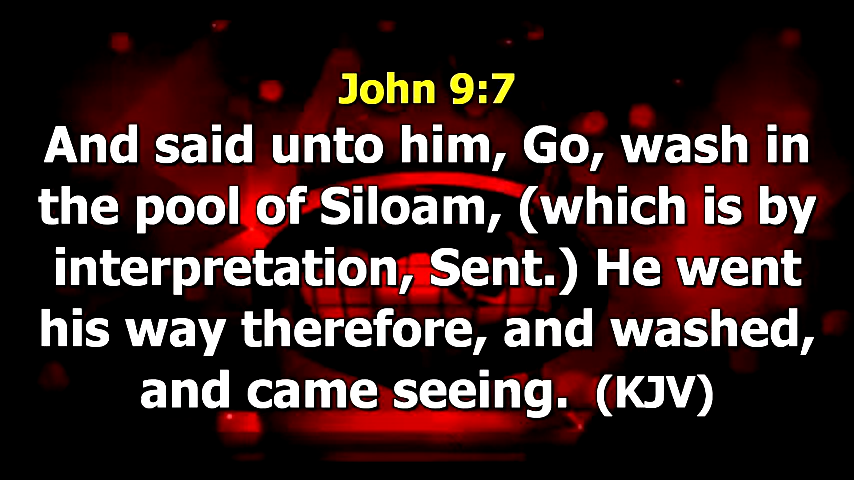 John 9:7
And said unto him, Go, wash in
the pool of Siloam, (which is by
interpretation, Sent.) He went
his way therefore, and washed,
and came seeing. (KJV)